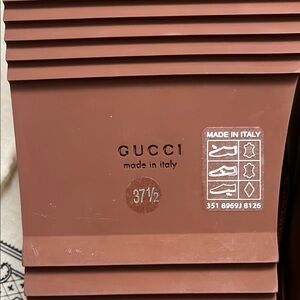 GUCCI
made in italy
37½
MADE IN ITALY
351 8969J 8126